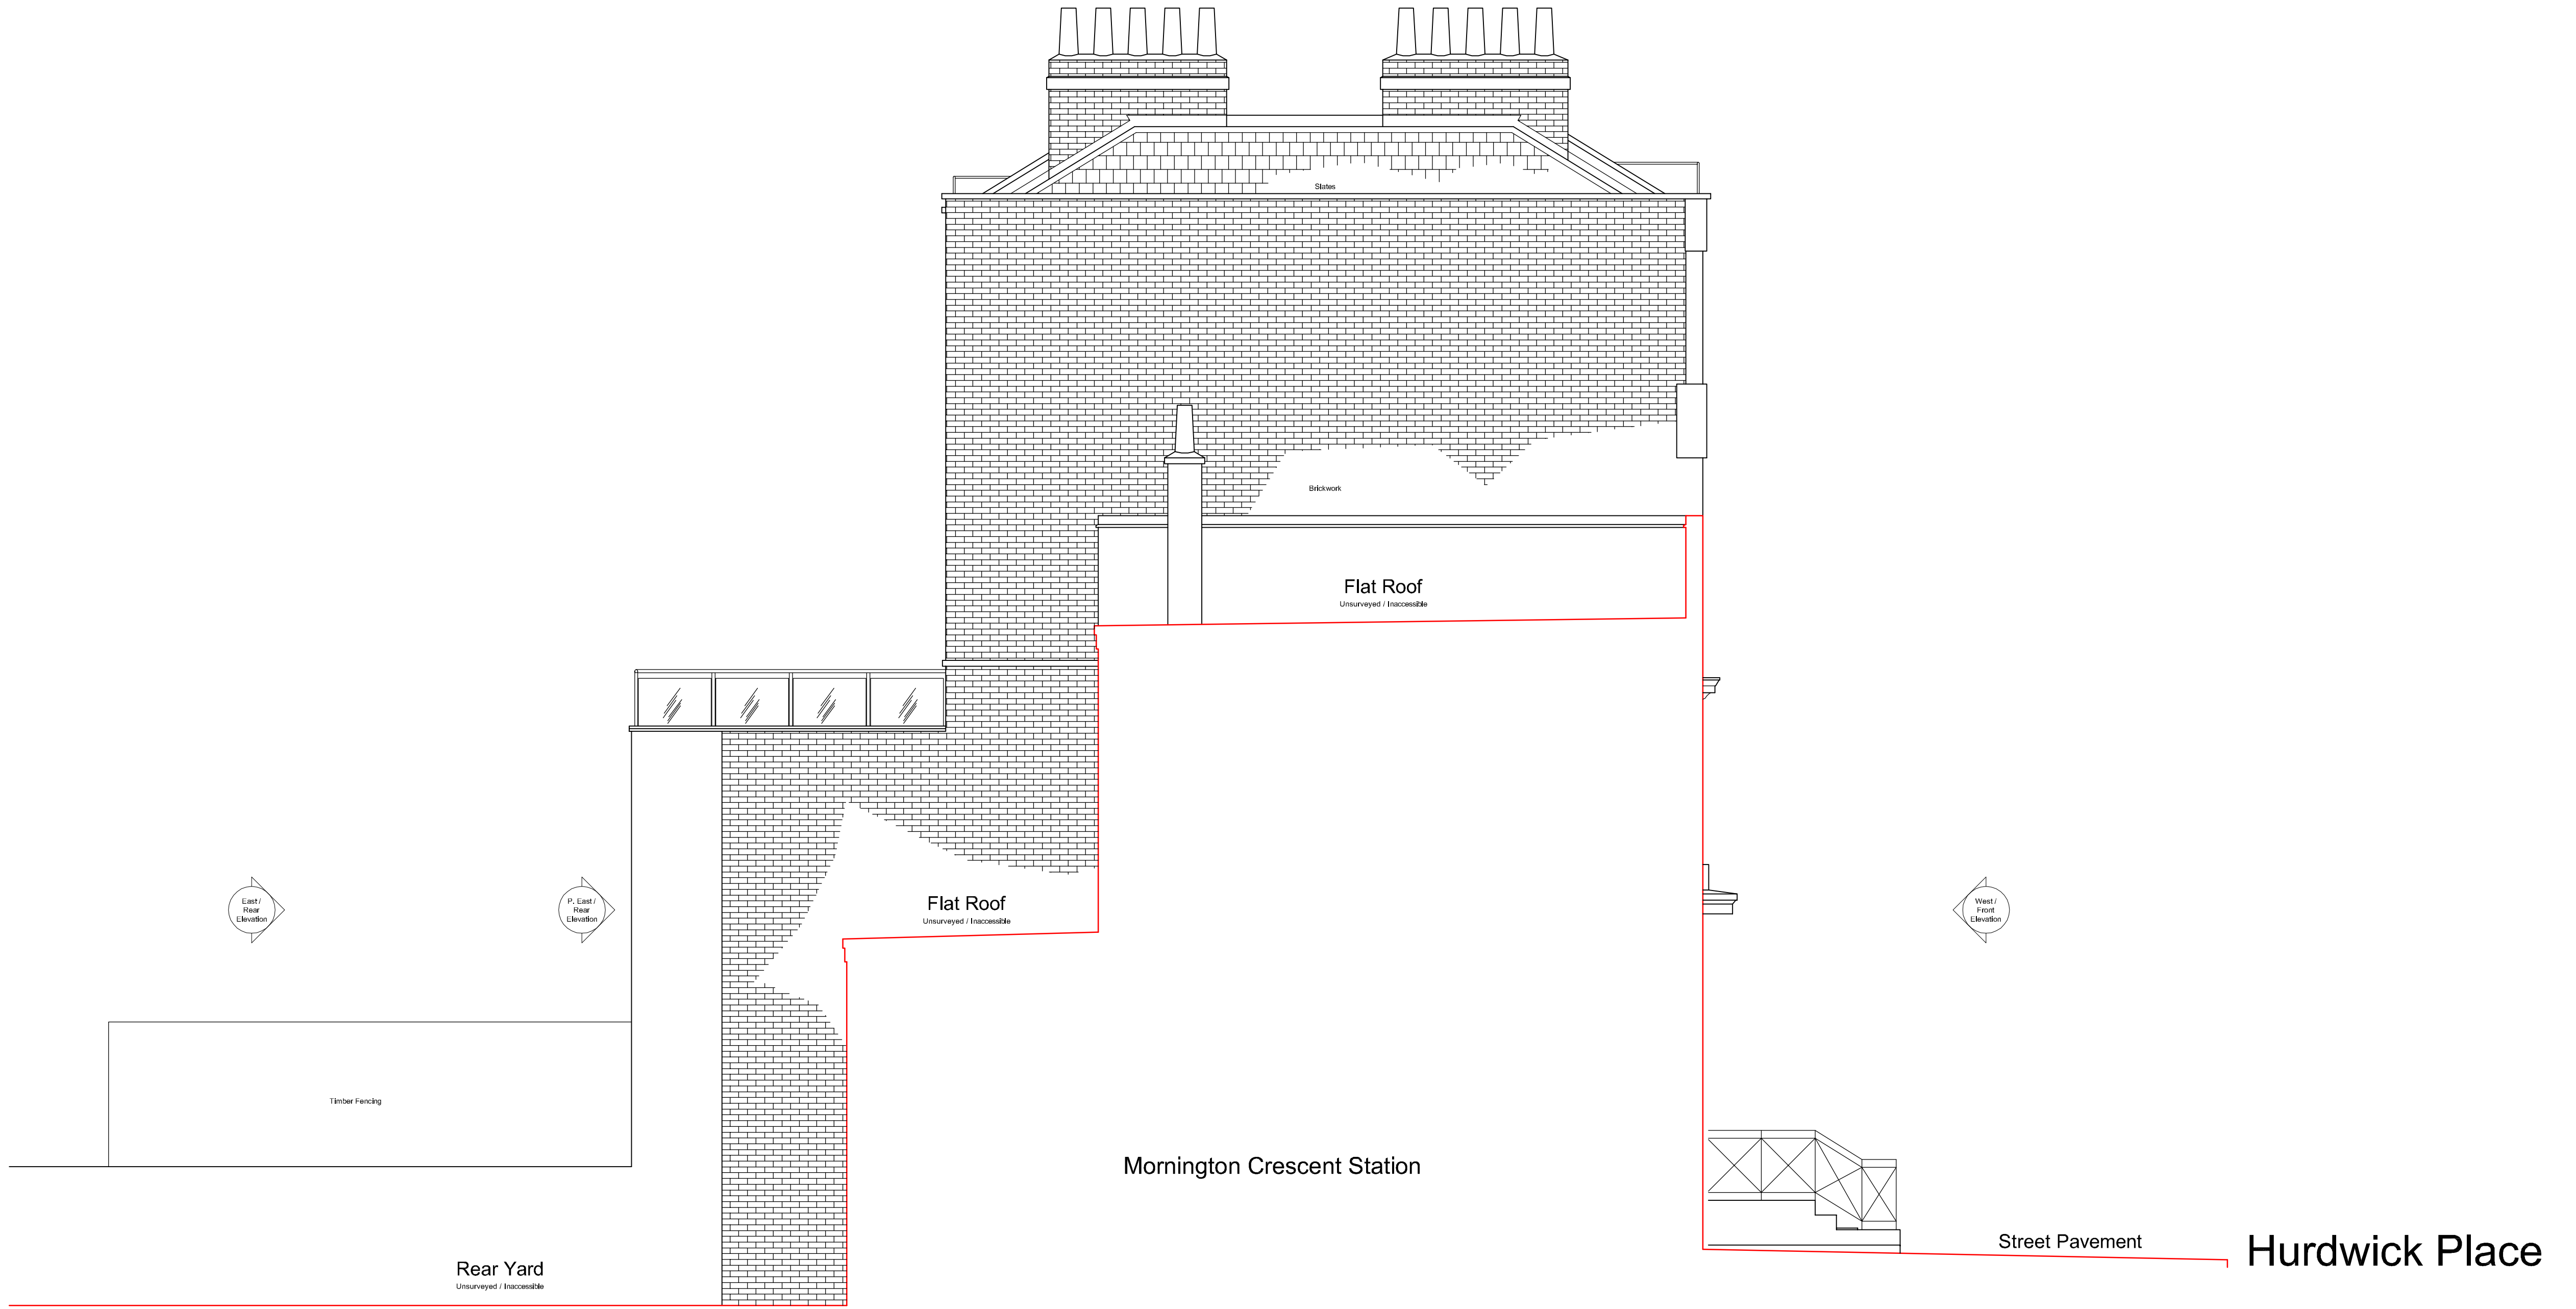 Slates
Brickwork
Flat Roof
Unsurveyed / Inaccessible
Flat Roof
Unsurveyed / Inaccessible
East /
Rear
Elevation
P. East /
Rear
Elevation
West /
Front
Elevation
Timber Fencing
Mornington Crescent Station
Street Pavement
Hurdwick Place
Rear Yard
Unsurveyed / Inaccessible